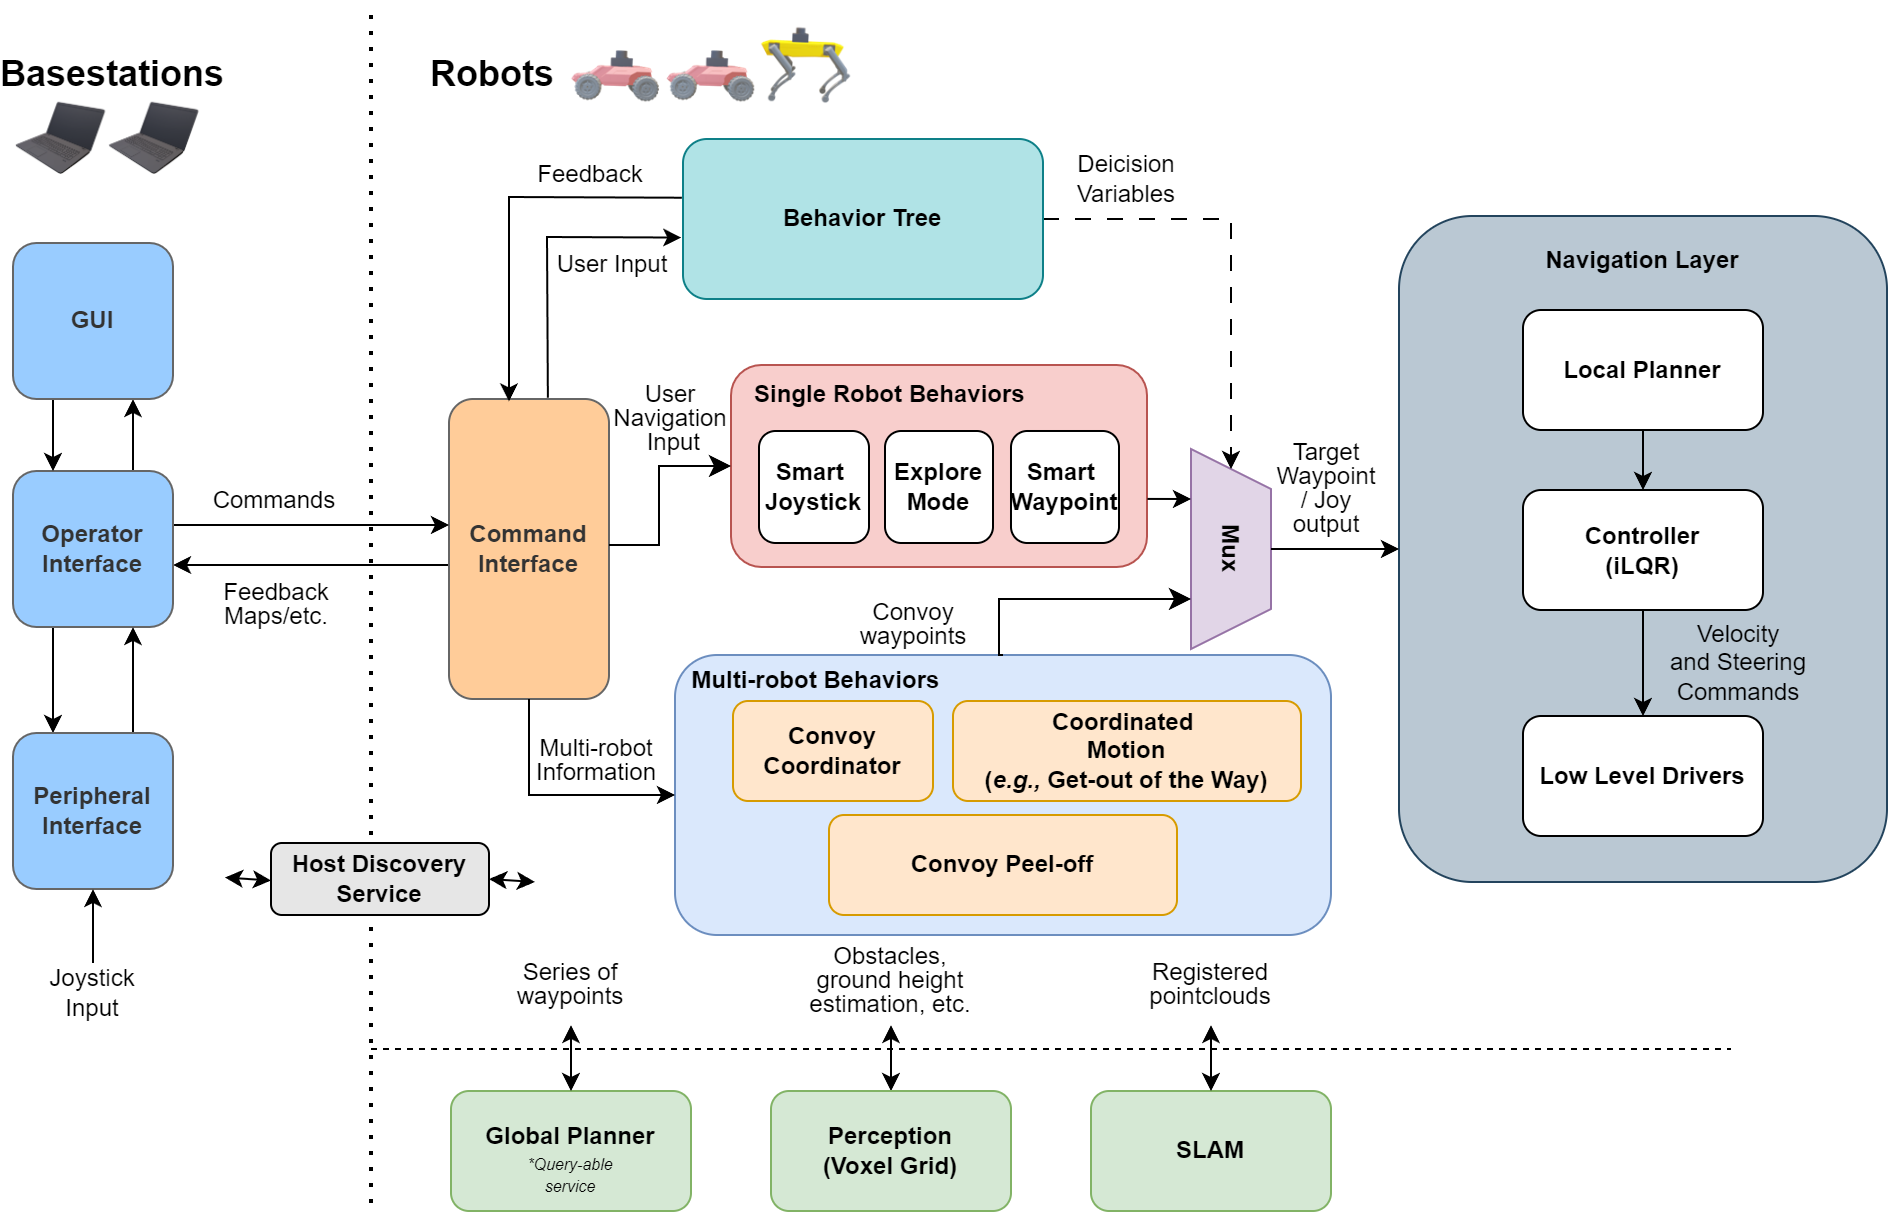 Basestations
Robots
GUI
Operator
Interface
Peripheral
Interface
Joystick
Input
Commands
Feedback
Maps/etc.
Host Discovery
Service
Feedback
User Input
Command
Interface
Behavior Tree
Deicision
Variables
User
Navigation
Input
Single Robot Behaviors
Smart
Joystick
Explore
Mode
Smart
Waypoint
Mux
Convoy
waypoints
Multi-robot
Information
Multi-robot Behaviors
Convoy
Coordinator
Coordinated
Motion
(e.g., Get-out of the Way)
Convoy Peel-off
Target
Waypoint
/ Joy
output
Navigation Layer
Local Planner
Controller
(iLQR)
Velocity
and Steering
Commands
Low Level Drivers
Series of
waypoints
Obstacles,
ground height
estimation, etc.
Registered
pointclouds
Global Planner
*Query-able
service
Perception
(Voxel Grid)
SLAM